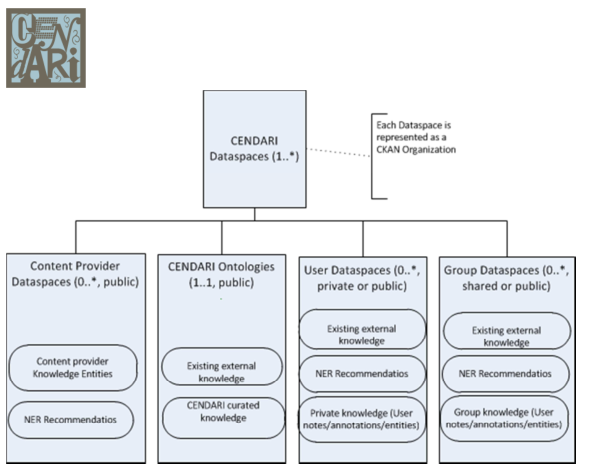 CENDARI
CENDARI
Dataspaces (1..*)
Each Dataspace is
represented as a
CKAN Organization
Content Provider
Dataspaces (0..*, public)
Content provider
Knowledge Entities
NER Recommendatios
CENDARI Ontologies
(1..1, public)
Existing external
knowledge
CENDARI curated
knowledge
User Dataspaces (0..*,
private or public)
Existing external
knowledge
NER Recommendatios
Private knowledge (User
notes/annotations/entities)
Group Dataspaces (0..*,
shared or public)
Existing external
knowledge
NER Recommendatios
Group knowledge (User
notes/annotations/entities)